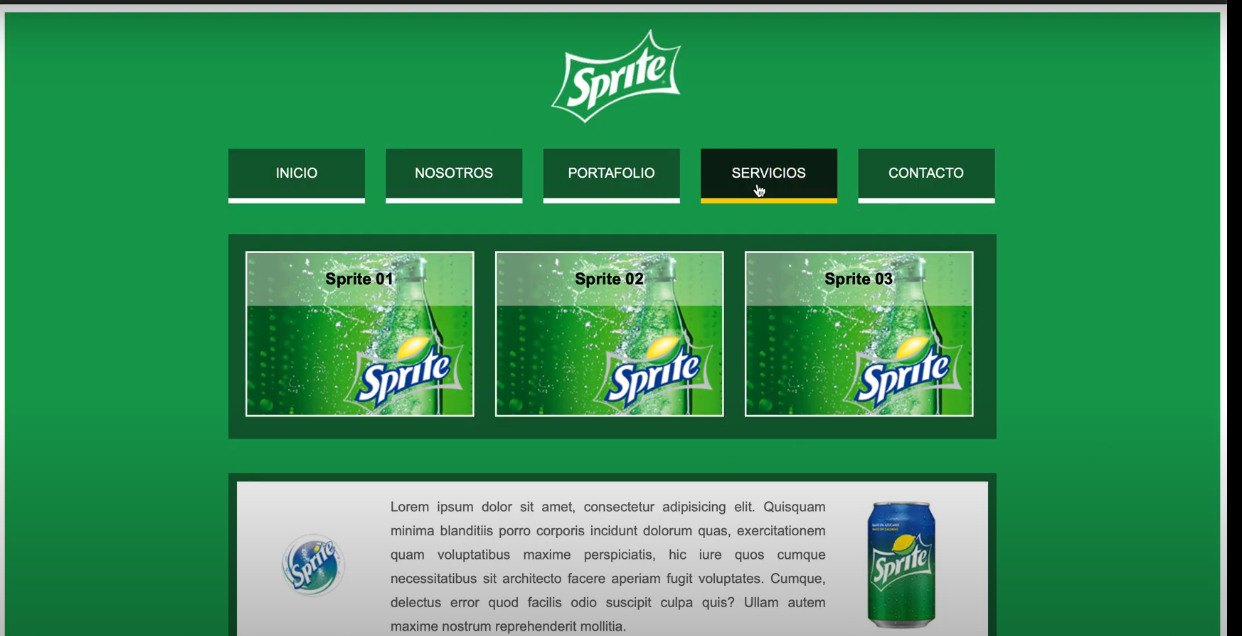 Sprite
INICIO
NOSOTROS
PORTAFOLIO
SERVICIOS
CONTACTO
Sprite 01
Sprite
Sprite 02
Sprite
Sprite 03
Sprite
Sprite
Lorem ipsum dolor sit amet, consectetur adipisicing elit. Quisquam
minima blanditiis porro corporis incidunt dolorum quas, exercitationem
quam voluptatibus maxime perspiciatis, hic iure quos cumque
necessitatibus sit architecto facere aperiam fugit voluptates. Cumque,
delectus error quod facilis odio suscipit culpa quis? Ullam autem
maxime nostrum reprehenderit mollitia.
Sprite